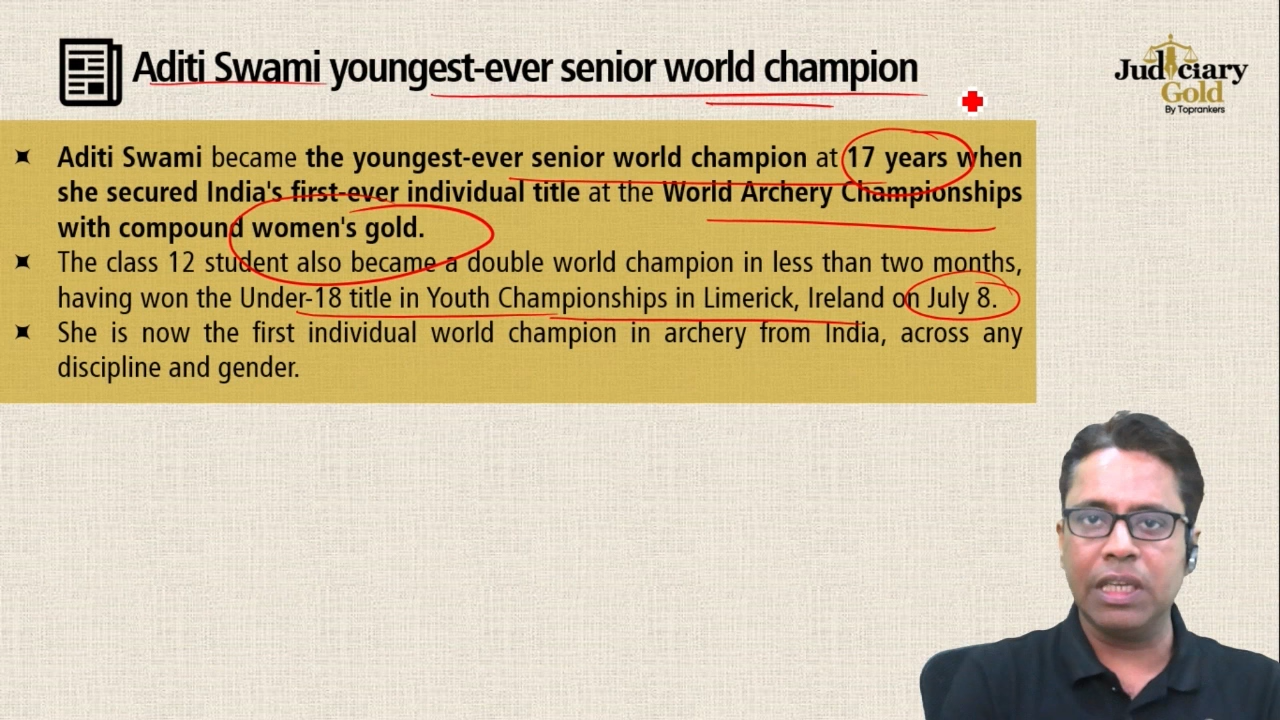 Aditi Swami youngest-ever senior world champion
Judiciary
Gold
By Toprankers
Aditi Swami became the youngest-ever senior world champion at 17 years when
she secured India's first-ever individual title at the World Archery Championships
with compound women's gold.
The class 12 student also became a double world champion in less than two months,
having won the Under-18 title in Youth Championships in Limerick, Ireland on July 8.
She is now the first individual world champion in archery from India, across any
discipline and gender.